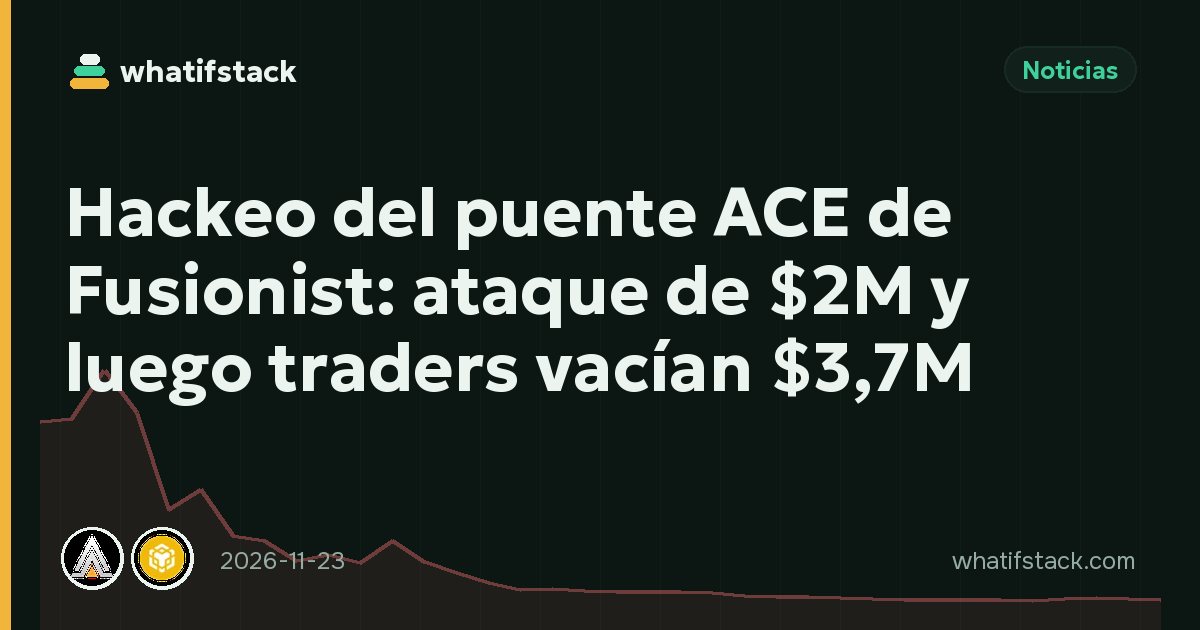 whatifstack
Noticias
Hackeo del puente ACE de
Fusionist: ataque de $2M y
luego traders vacían $3,7M
2026-11-23
whatifstack.com